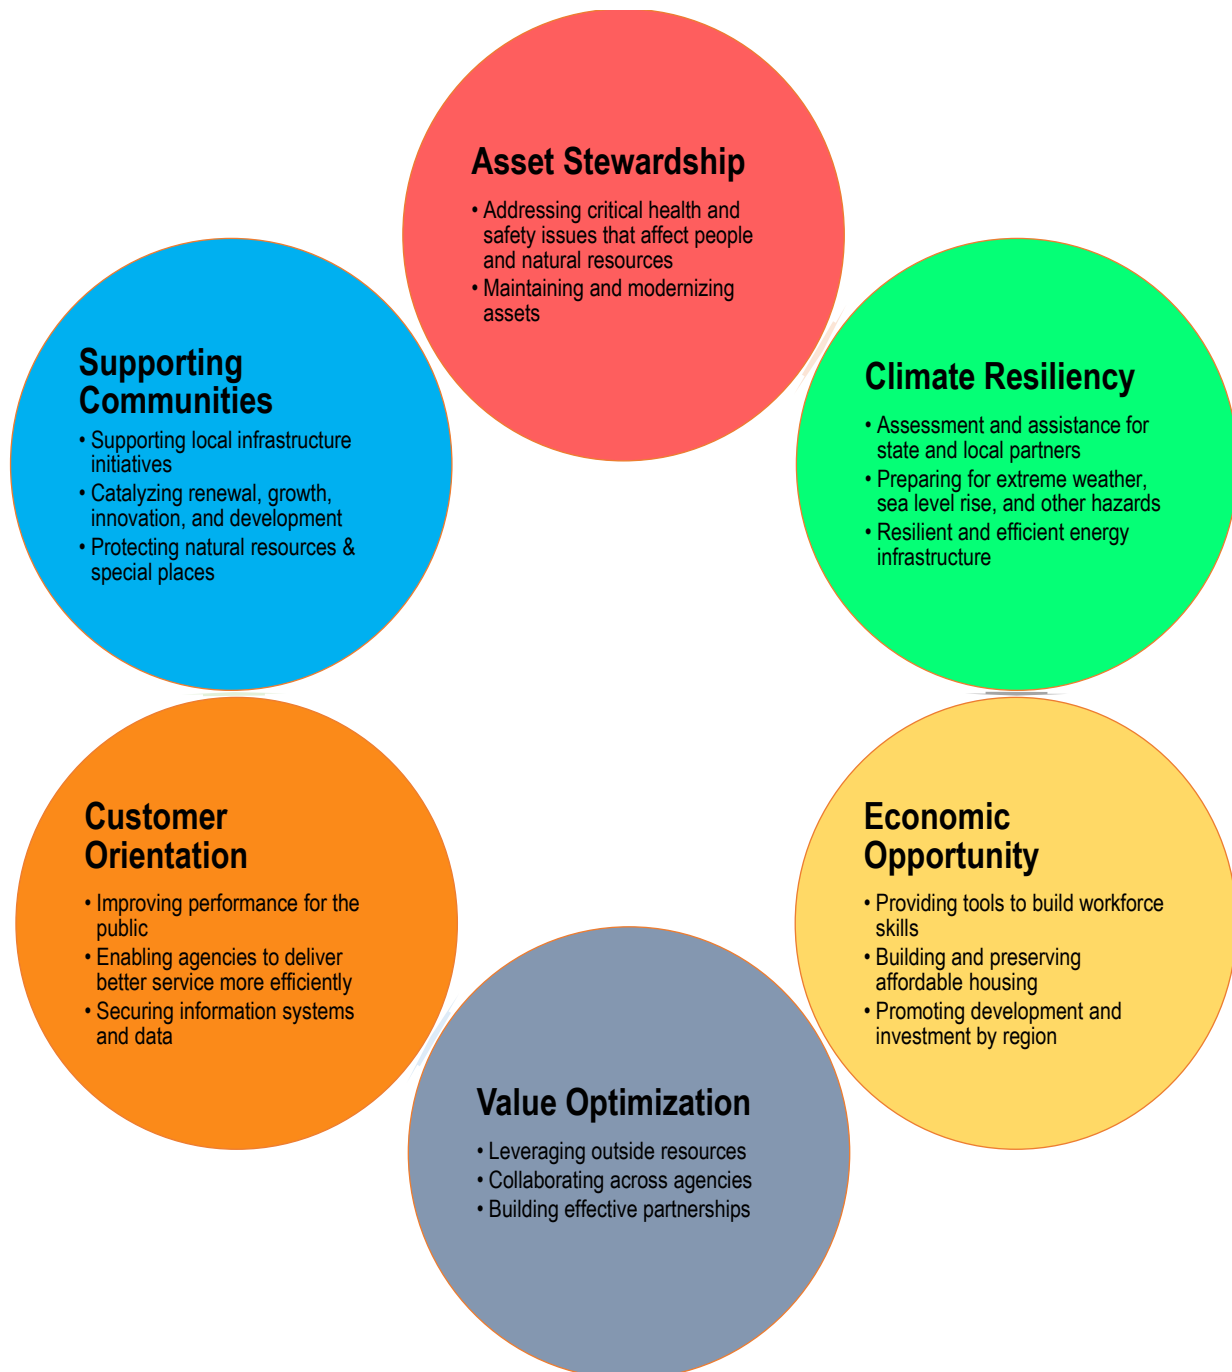 Asset Stewardship
• Addressing critical health and
safety issues that affect people
and natural resources
• Maintaining and modernizing
assets
Climate Resiliency
• Assessment and assistance for
state and local partners
• Preparing for extreme weather,
sea level rise, and other hazards
• Resilient and efficient energy
infrastructure
Economic
Opportunity
• Providing tools to build workforce
skills
• Building and preserving
affordable housing
• Promoting development and
investment by region
Value Optimization
• Leveraging outside resources
• Collaborating across agencies
• Building effective partnerships
Customer
Orientation
• Improving performance for the
public
• Enabling agencies to deliver
better service more efficiently
• Securing information systems
and data
Supporting
Communities
• Supporting local infrastructure
initiatives
• Catalyzing renewal, growth,
innovation, and development
• Protecting natural resources &
special places